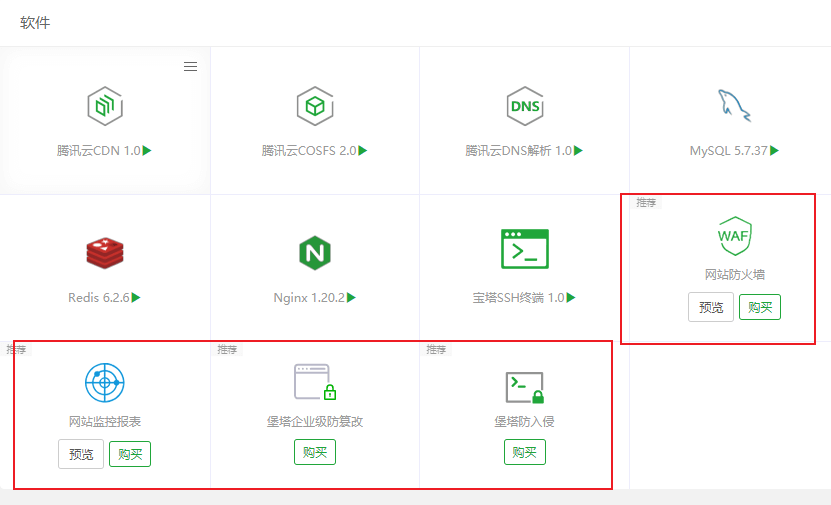 软件
腾讯云CDN 1.0
腾讯云COSFS 2.0
DNS
腾讯云DNS解析 1.0
MySQL 5.7.37
Redis 6.2.6
N
Nginx 1.20.2
宝塔SSH终端 1.0
推荐
WAF
网站防火墙
预览
购买
推荐
网站监控报表
预览
购买
推荐
堡塔企业级防篡改
购买
推荐
堡塔防入侵
购买